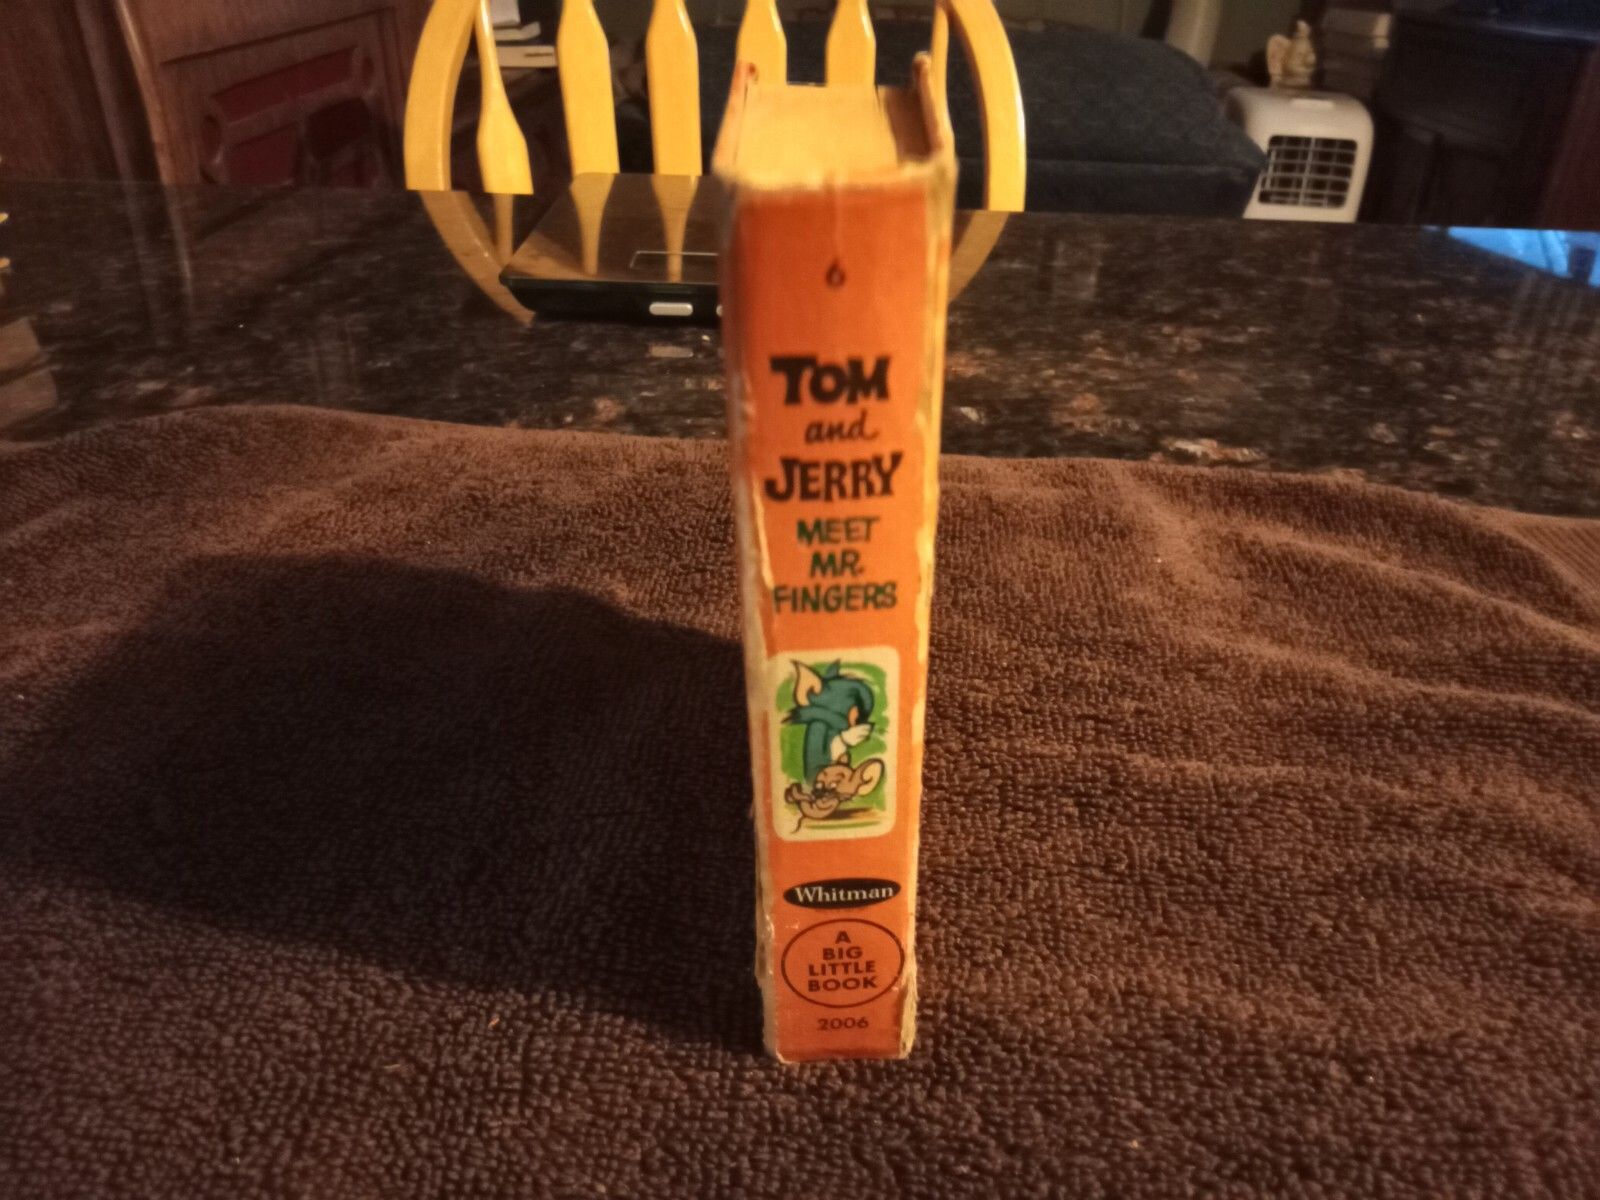 6
TOM
and
JERRY
MEET
MR.
FINGERS
Whitman
A
BIG
LITTLE
BOOK
2006